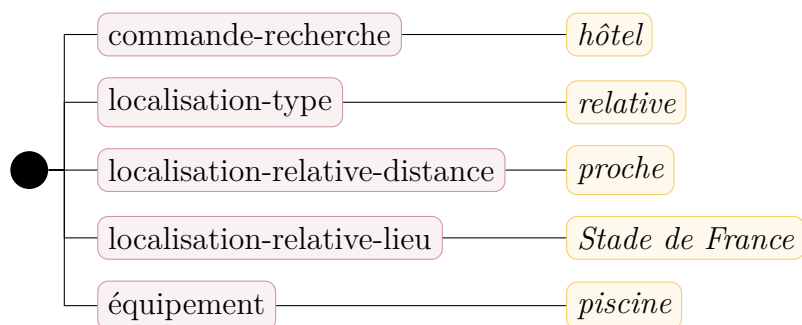 commande-recherche hôtel
localisation-type relative
localisation-relative-distance proche
localisation-relative-lieu Stade de France
équipement piscine